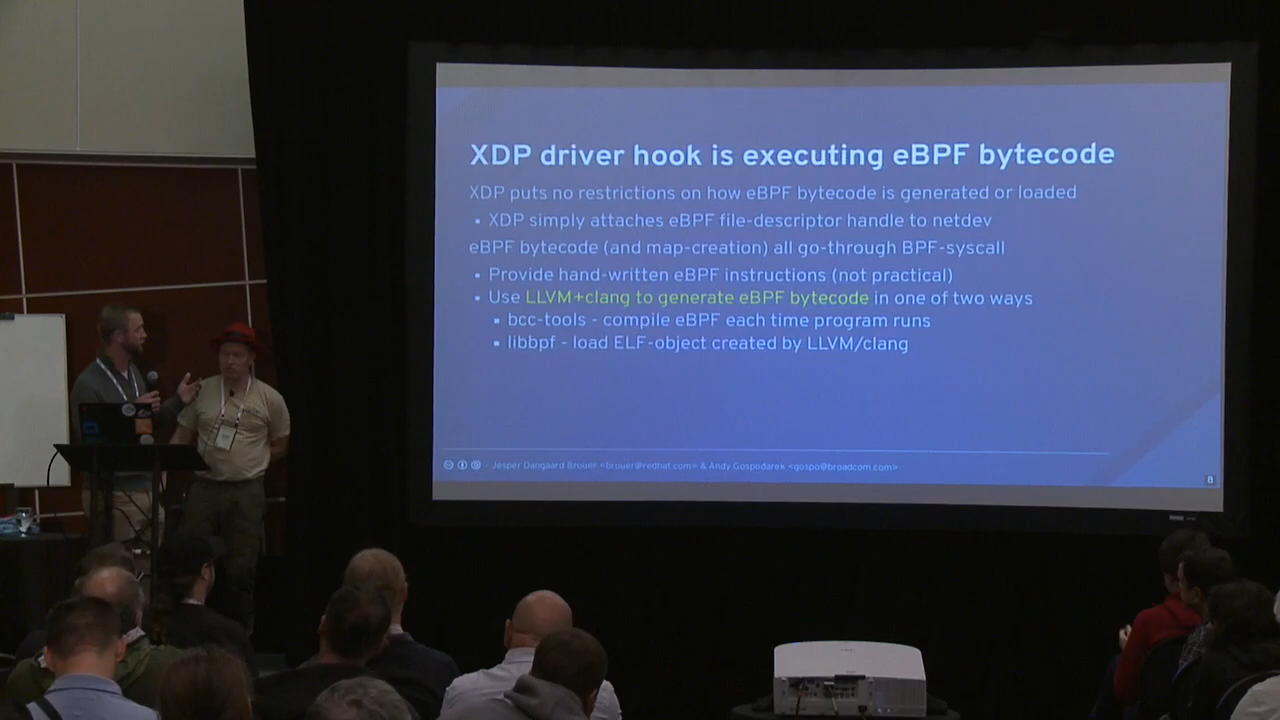 XDP driver hook is executing eBPF bytecode
XDP puts no restrictions on how eBPF bytecode is generated or loaded
▪ XDP simply attaches eBPF file-descriptor handle to netdev
eBPF bytecode (and map-creation) all go-through BPF-syscall
▪ Provide hand-written eBPF instructions (not practical)
▪ Use LLVM+clang to generate eBPF bytecode in one of two ways
▪ bcc-tools - compile eBPF each time program runs
▪ libbpf - load ELF-object created by LLVM/clang
- Jesper Dangaard Brouer <brouer@redhat.com> & Andy Gospodarek <gospo@broadcom.com>
8